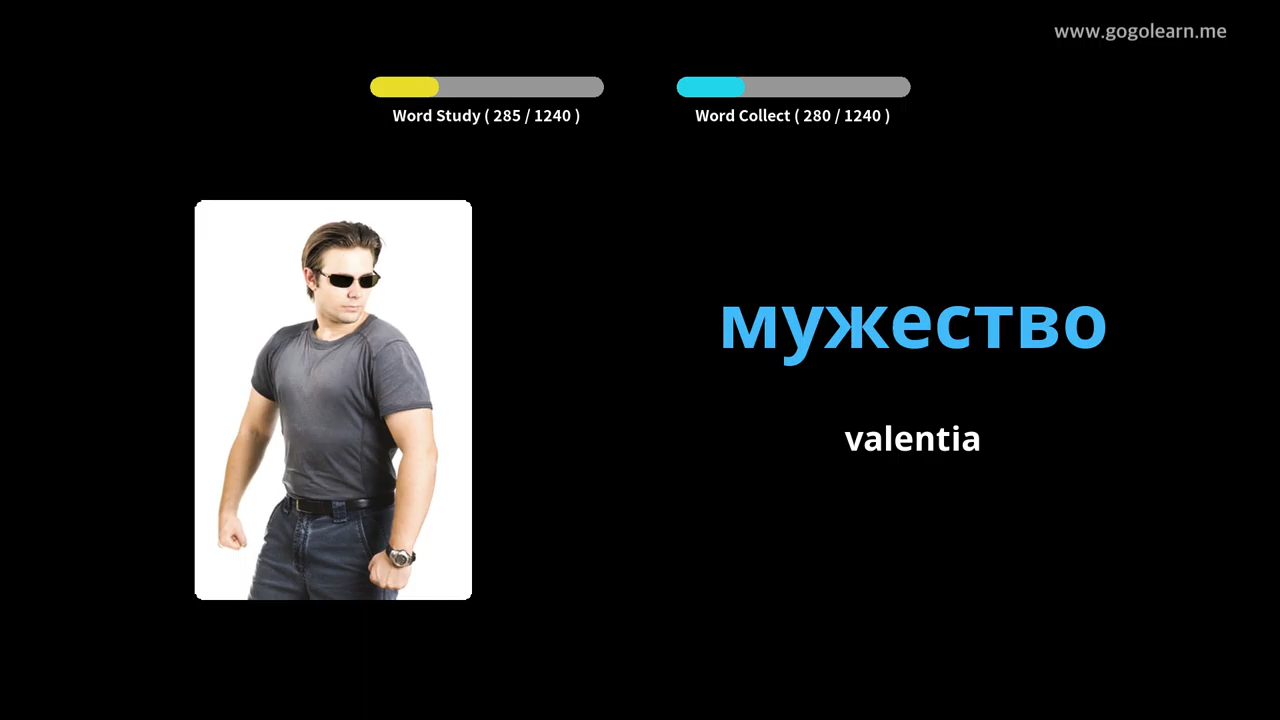 www.gogolearn.me
Word Study ( 285 / 1240 )
Word Collect ( 280 / 1240 )
мужество
valentia